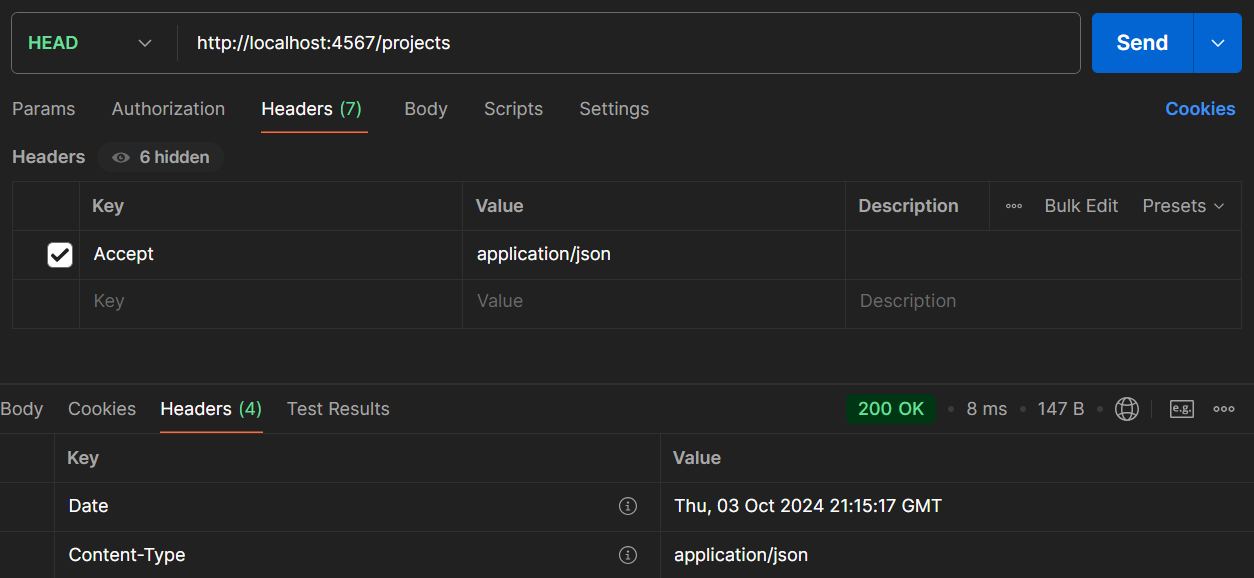 HEAD http://localhost:4567/projects Send
Params Authorization Headers (7) Body Scripts Settings Cookies
Headers 6 hidden
Key Value Description Bulk Edit Presets
Accept application/json
Key Value Description
Body Cookies Headers (4) Test Results 200 OK • 8 ms • 147 B • e.g.
Key Value
Date Thu, 03 Oct 2024 21:15:17 GMT
Content-Type application/json